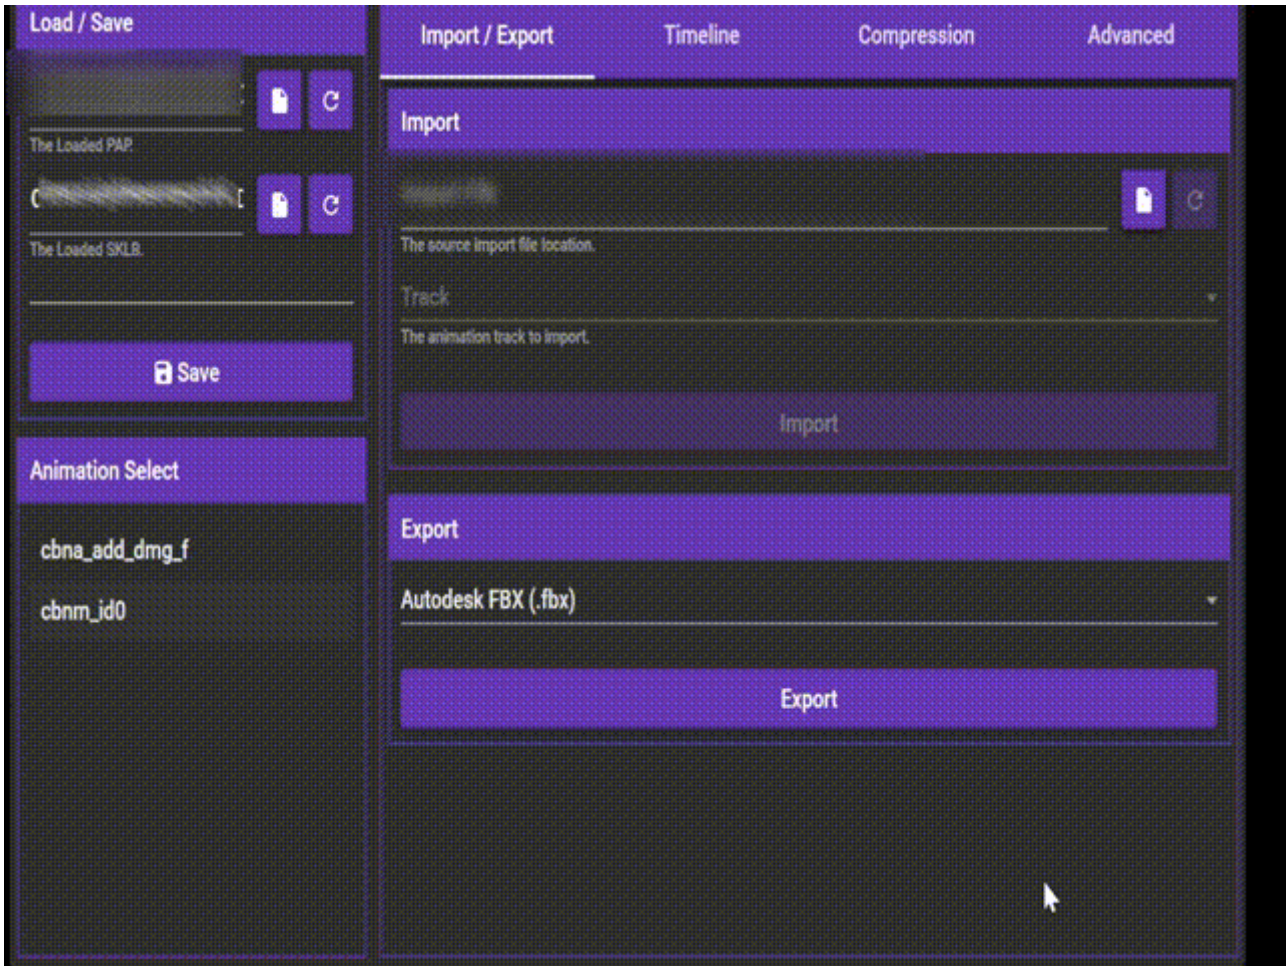 Load / Save
The Loaded PAP.
The Loaded SKLB.
Save
Animation Select
cbna_add_dmg_f
cbnm_id0
Import / Export Timeline Compression Advanced
Import
The source import file location.
Track
The animation track to import.
Import
Export
Autodesk FBX (.fbx)
Export